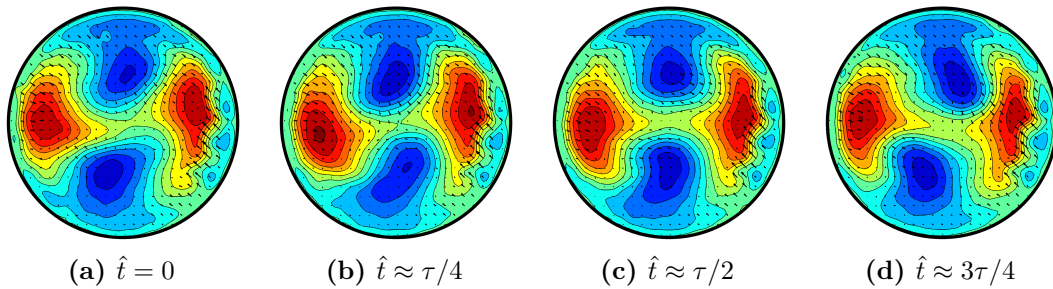 (a) t̂ = 0 (b) t̂ ≈ τ/4 (c) t̂ ≈ τ/2 (d) t̂ ≈ 3τ/4